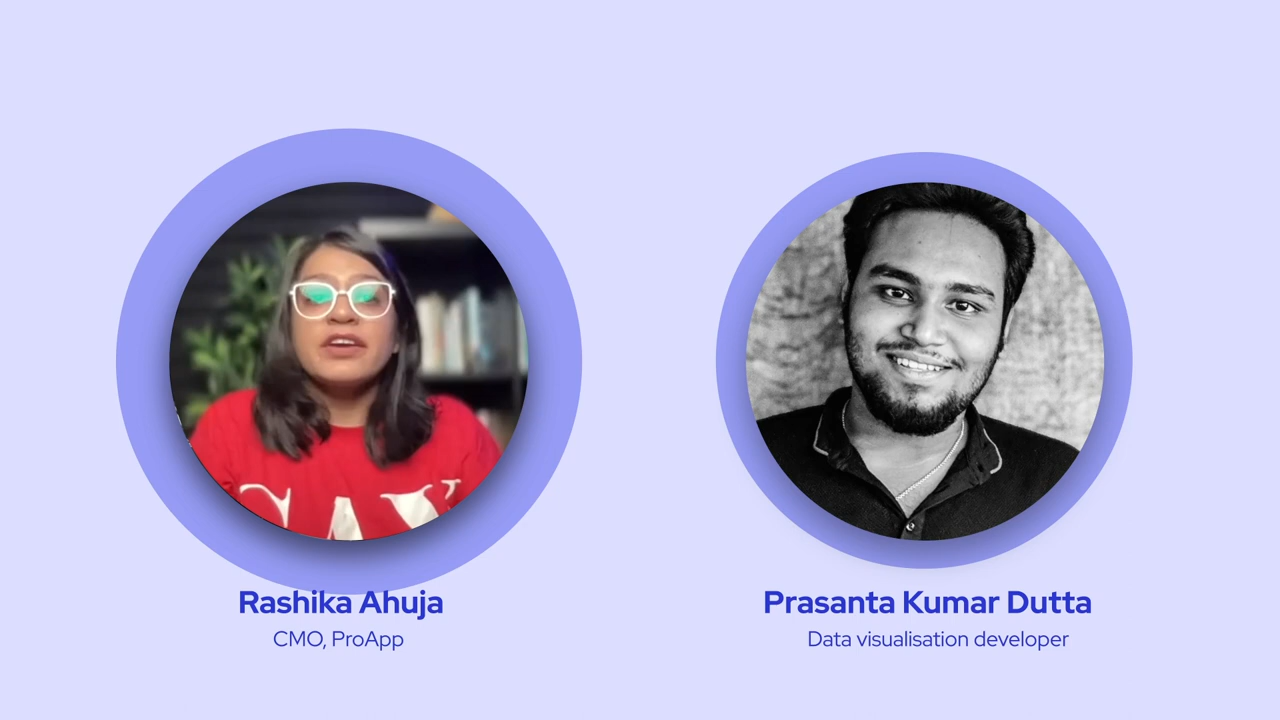 Rashika Ahuja
CMO, ProApp
Prasanta Kumar Dutta
Data visualisation developer